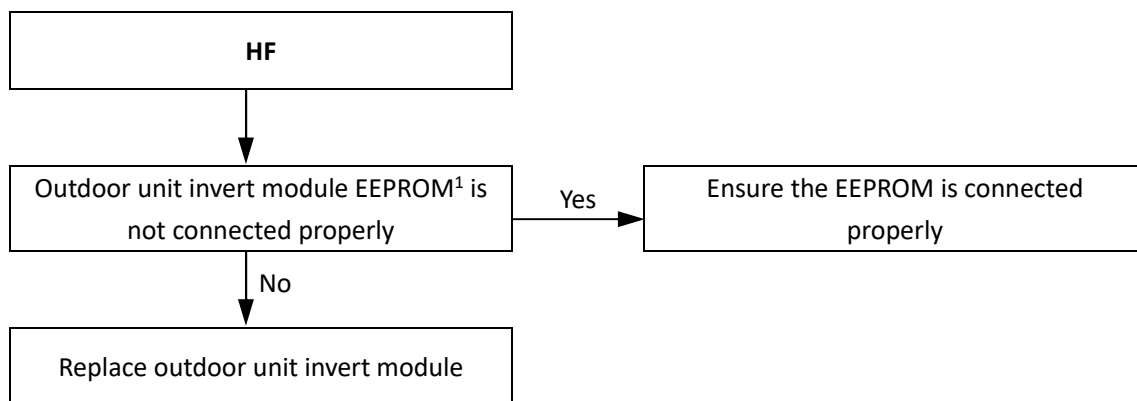 HF
Outdoor unit invert module EEPROM¹ is
not connected properly
Yes
Ensure the EEPROM is connected
properly
No
Replace outdoor unit invert module